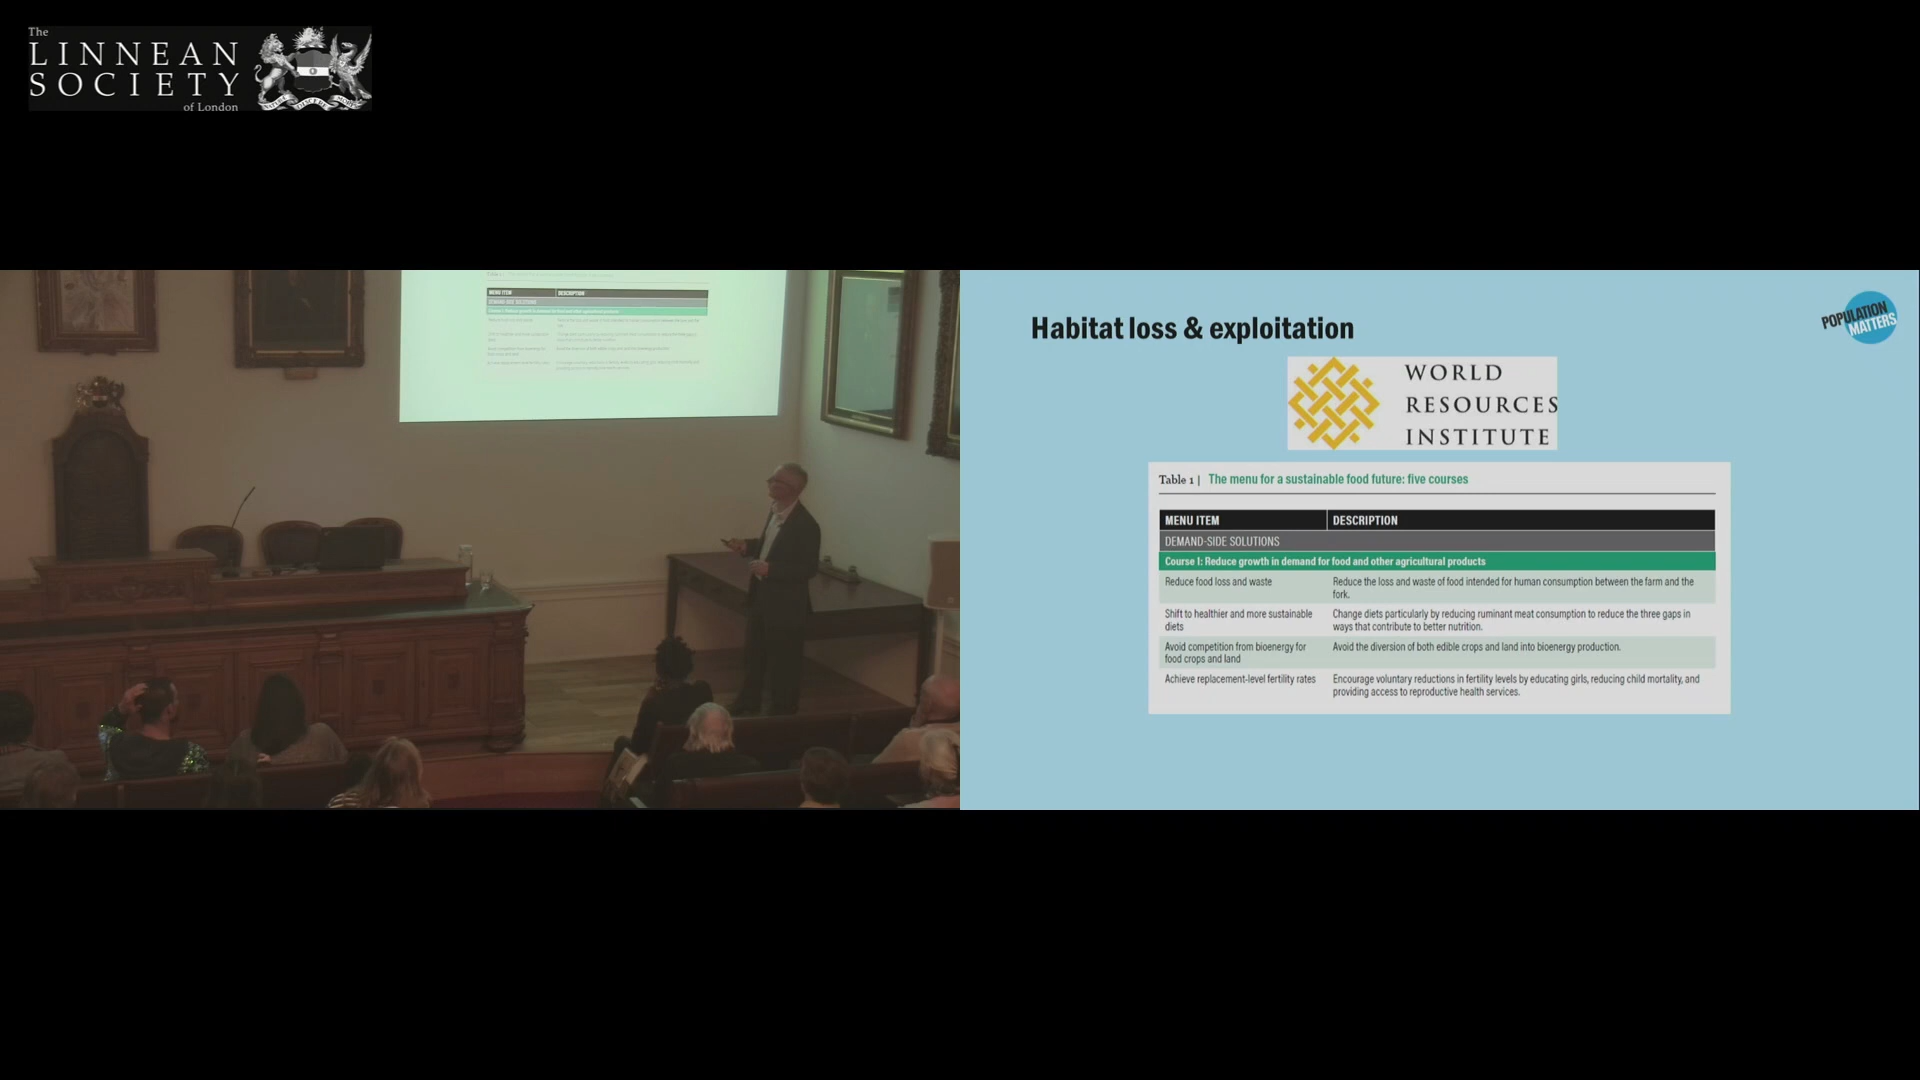 The
LINNEAN
SOCIETY
of London
MENU ITEM
DESCRIPTION
DEMAND-SIDE SOLUTIONS
Habitat loss & exploitation
POPULATION
MATTERS
WORLD
RESOURCES
INSTITUTE
Table 1 | The menu for a sustainable food future: five courses
MENU ITEM DESCRIPTION
DEMAND-SIDE SOLUTIONS
Course 1: Reduce growth in demand for food and other agricultural products
Reduce food loss and waste Reduce the loss and waste of food intended for human consumption between the farm and the
fork.
Shift to healthier and more sustainable Change diets particularly by reducing ruminant meat consumption to reduce the three gaps in
diets ways that contribute to better nutrition.
Avoid competition from bioenergy for Avoid the diversion of both edible crops and land into bioenergy production.
food crops and land
Achieve replacement-level fertility rates Encourage voluntary reductions in fertility levels by educating girls, reducing child mortality, and
providing access to reproductive health services.